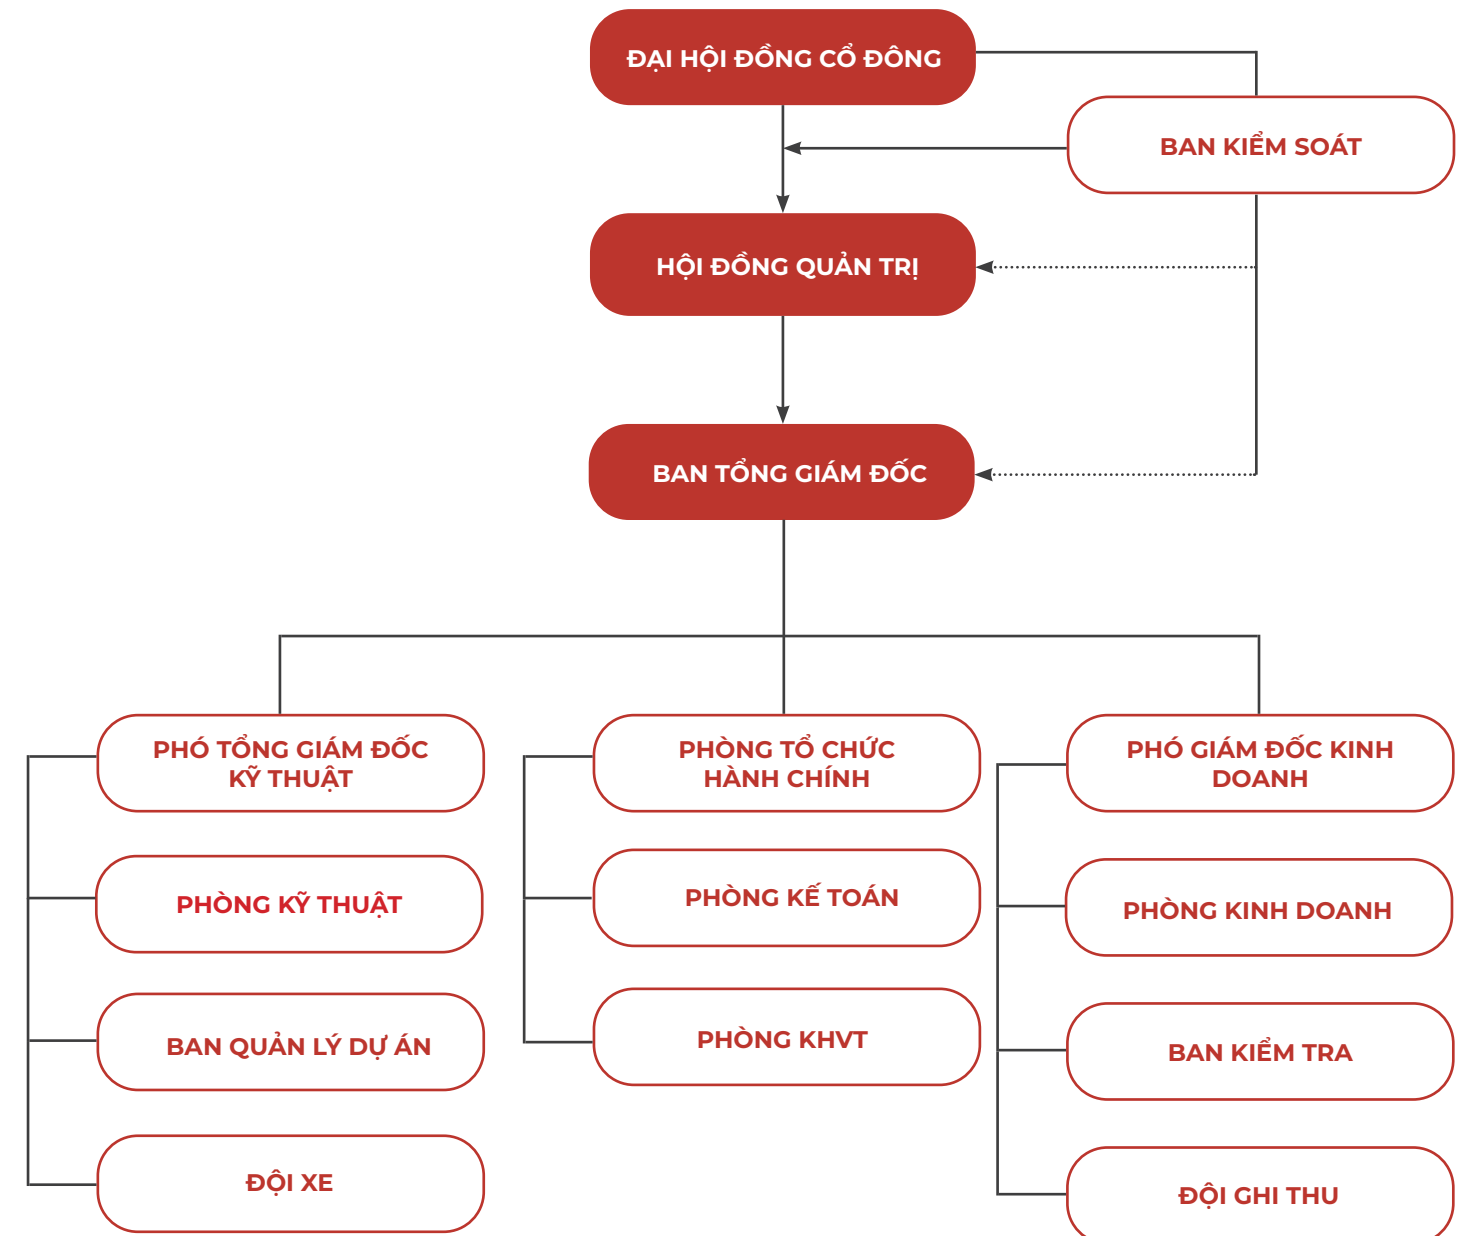 ĐẠI HỘI ĐỒNG CỔ ĐÔNG
BAN KIỂM SOÁT
HỘI ĐỒNG QUẢN TRỊ
BAN TỔNG GIÁM ĐỐC
PHÓ TỔNG GIÁM ĐỐC
KỸ THUẬT
PHÒNG KỸ THUẬT
BAN QUẢN LÝ DỰ ÁN
ĐỘI XE
PHÒNG TỔ CHỨC
HÀNH CHÍNH
PHÒNG KẾ TOÁN
PHÒNG KHVT
PHÓ GIÁM ĐỐC KINH
DOANH
PHÒNG KINH DOANH
BAN KIỂM TRA
ĐỘI GHI THU